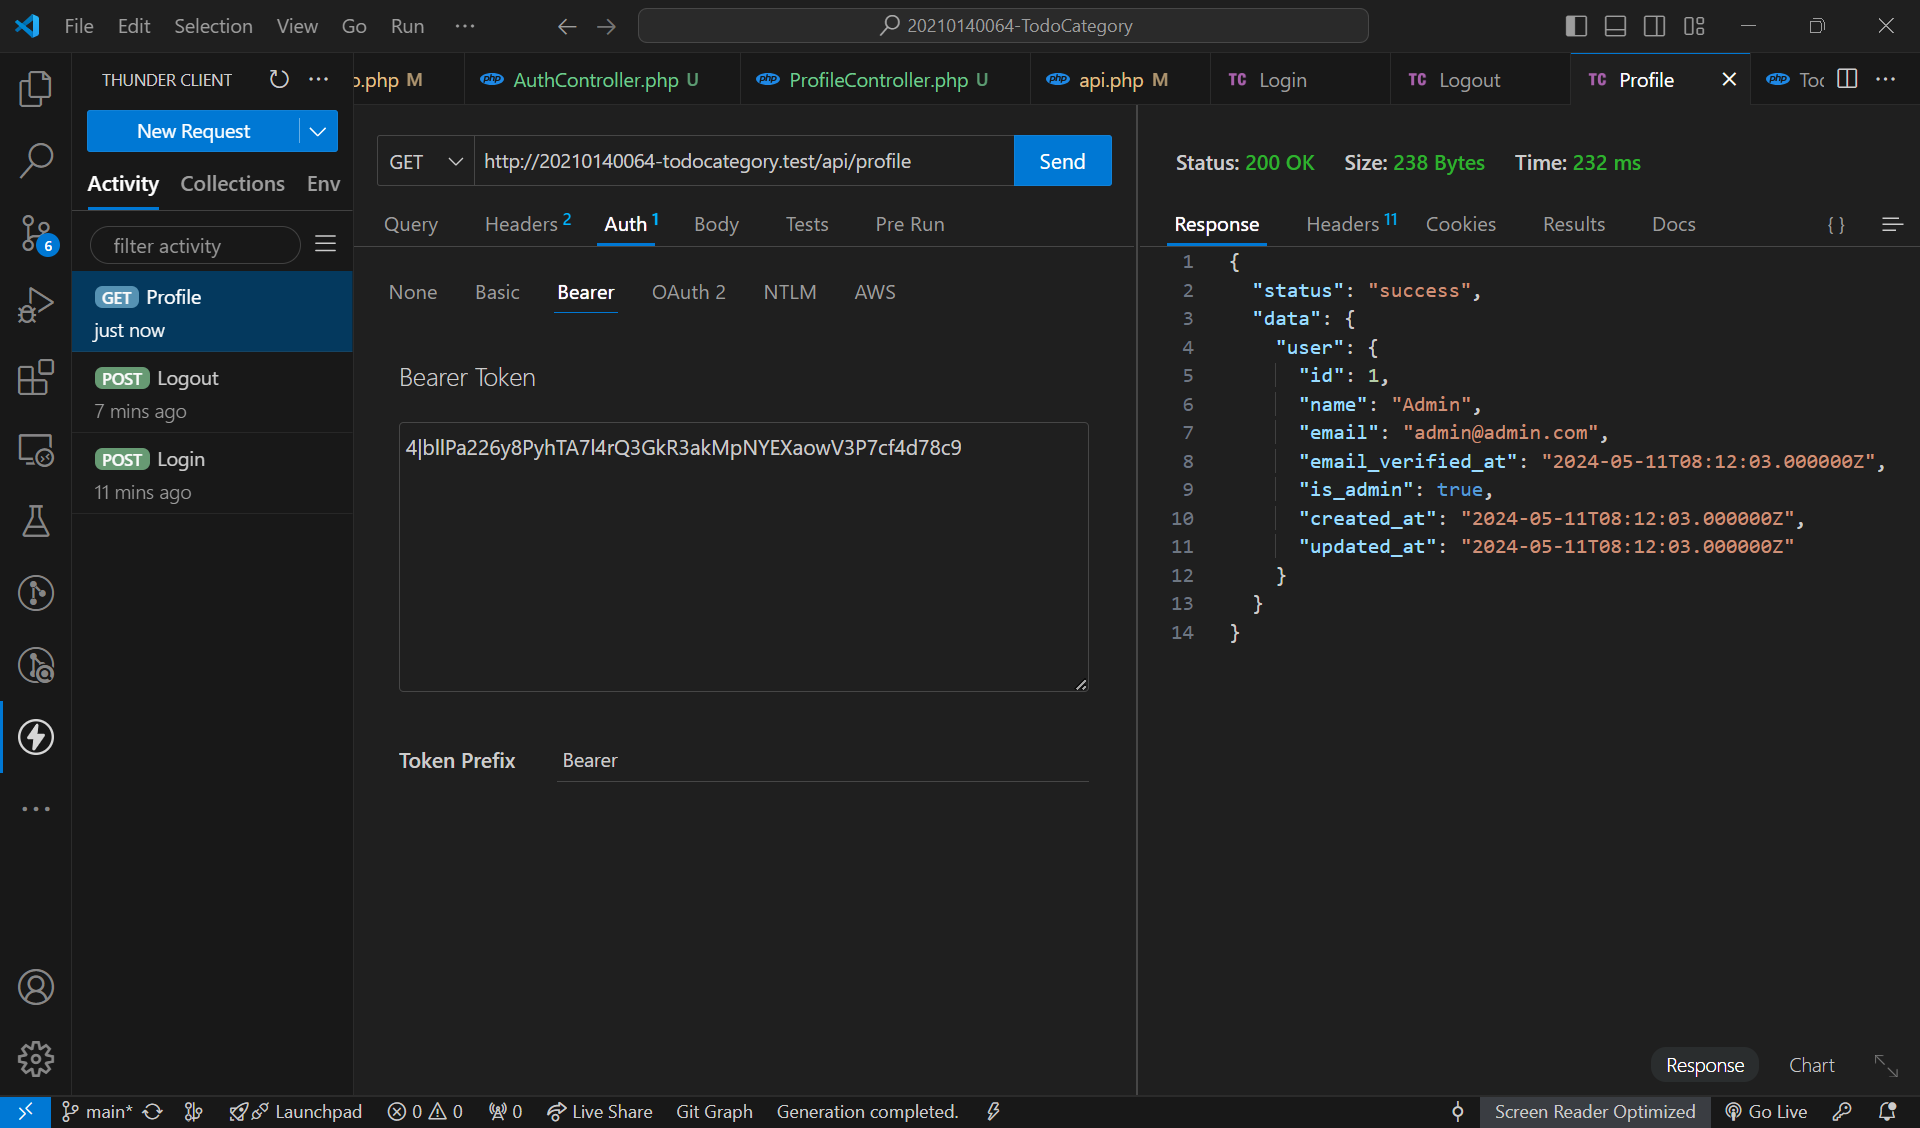 File Edit Selection View Go Run ··· 20210140064-TodoCategory
THUNDER CLIENT ··· .php M AuthController.php U ProfileController.php U api.php M TC Login TC Logout TC Profile ···
New Request
Activity Collections Env
filter activity
GET Profile
just now
POST Logout
7 mins ago
POST Login
11 mins ago
6
GET http://20210140064-todocategory.test/api/profile Send
Query Headers 2 Auth 1 Body Tests Pre Run
None Basic Bearer OAuth 2 NTLM AWS
Bearer Token
4|bllPa226y8PyhTA7l4rQ3GkR3akMpNYEXaowV3P7cf4d78c9
Token Prefix Bearer
Status: 200 OK Size: 238 Bytes Time: 232 ms
Response Headers 11 Cookies Results Docs { }
1 {
2 "status": "success",
3 "data": {
4 "user": {
5 "id": 1,
6 "name": "Admin",
7 "email": "admin@admin.com",
8 "email_verified_at": "2024-05-11T08:12:03.000000Z",
9 "is_admin": true,
10 "created_at": "2024-05-11T08:12:03.000000Z",
11 "updated_at": "2024-05-11T08:12:03.000000Z"
12 }
13 }
14 }
Response Chart
main* Launchpad 0 0 0 Live Share Git Graph Generation completed. Screen Reader Optimized Go Live